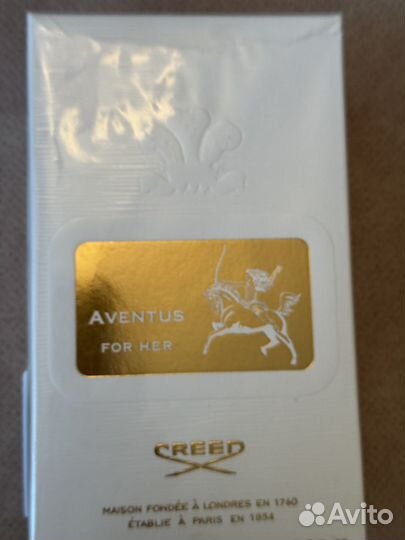 AVENTUS
FOR HER
CREED
MAISON FONDÉE À LONDRES EN 1760
ÉTABLIE À PARIS EN 1854
Avito